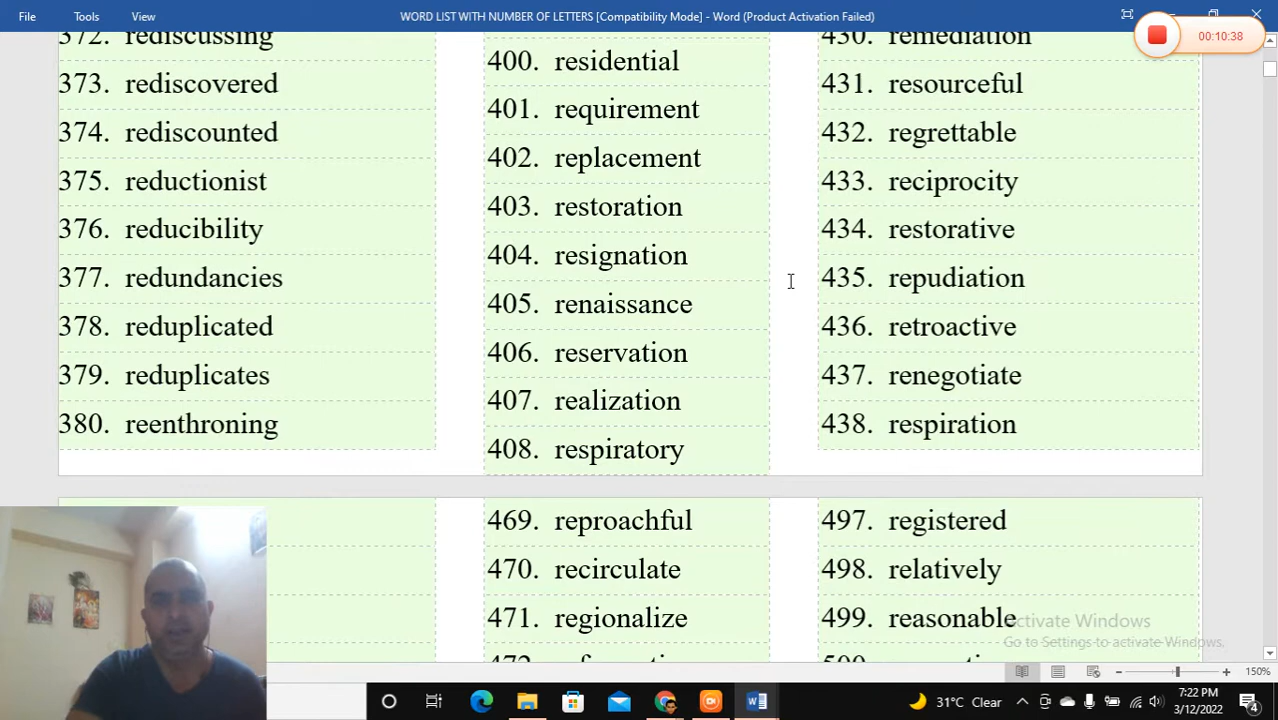 File Tools View WORD LIST WITH NUMBER OF LETTERS [Compatibility Mode] - Word (Product Activation Failed)
00:10:38
372. rediscussing
373. rediscovered
374. rediscounted
375. reductionist
376. reducibility
377. redundancies
378. reduplicated
379. reduplicates
380. reenthroning
400. residential
401. requirement
402. replacement
403. restoration
404. resignation
405. renaissance
406. reservation
407. realization
408. respiratory
430. remediation
431. resourceful
432. regrettable
433. reciprocity
434. restorative
435. repudiation
436. retroactive
437. renegotiate
438. respiration
469. reproachful
470. recirculate
471. regionalize
497. registered
498. relatively
499. reasonable
Activate Windows
Go to Settings to activate Windows.
150%
31°C Clear
7:22 PM
3/12/2022
4